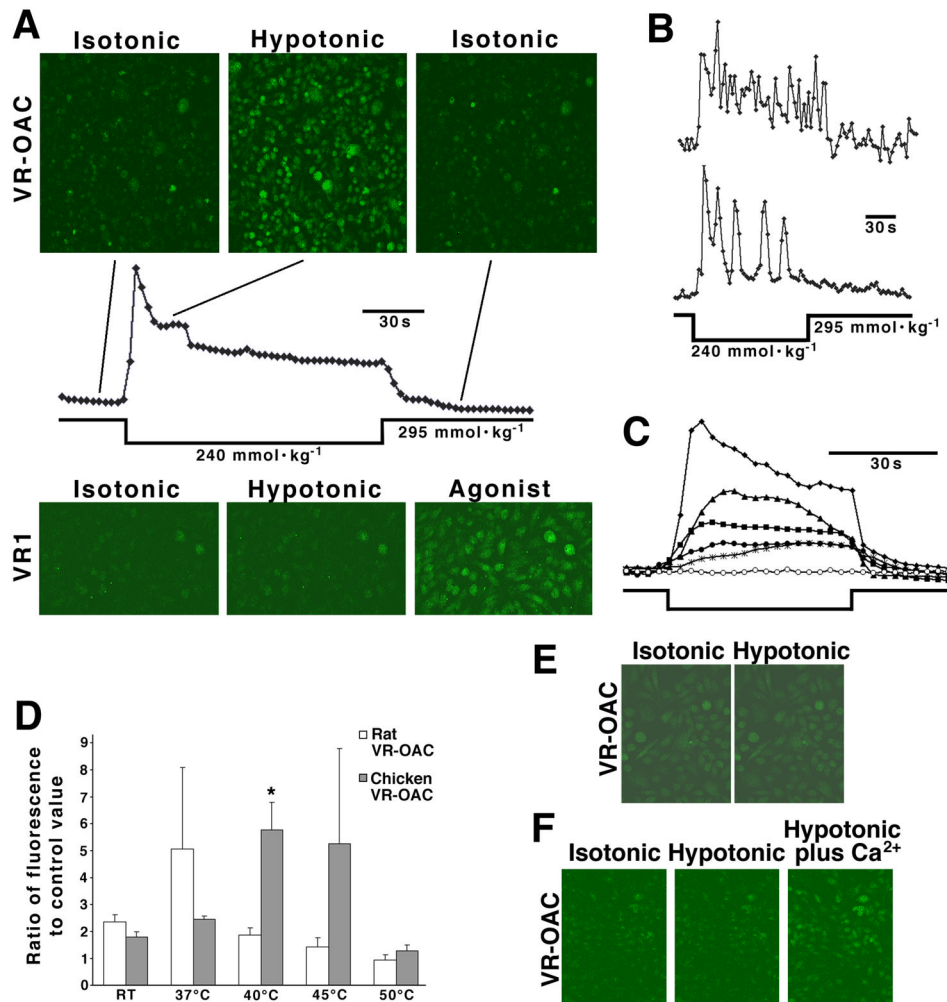 A
Isotonic Hypotonic Isotonic
VR-OAC
30 s
240 mmol·kg-1
295 mmol·kg-1
Isotonic Hypotonic Agonist
VR1
B
30 s
240 mmol·kg-1
295 mmol·kg-1
C
30 s
D
Ratio of fluorescence
to control value
9
8
7
6
5
4
3
2
1
0
Rat
VR-OAC
Chicken
VR-OAC
*
RT 37°C 40°C 45°C 50°C
E
Isotonic Hypotonic
VR-OAC
F
Isotonic Hypotonic Hypotonic
plus Ca2+
VR-OAC